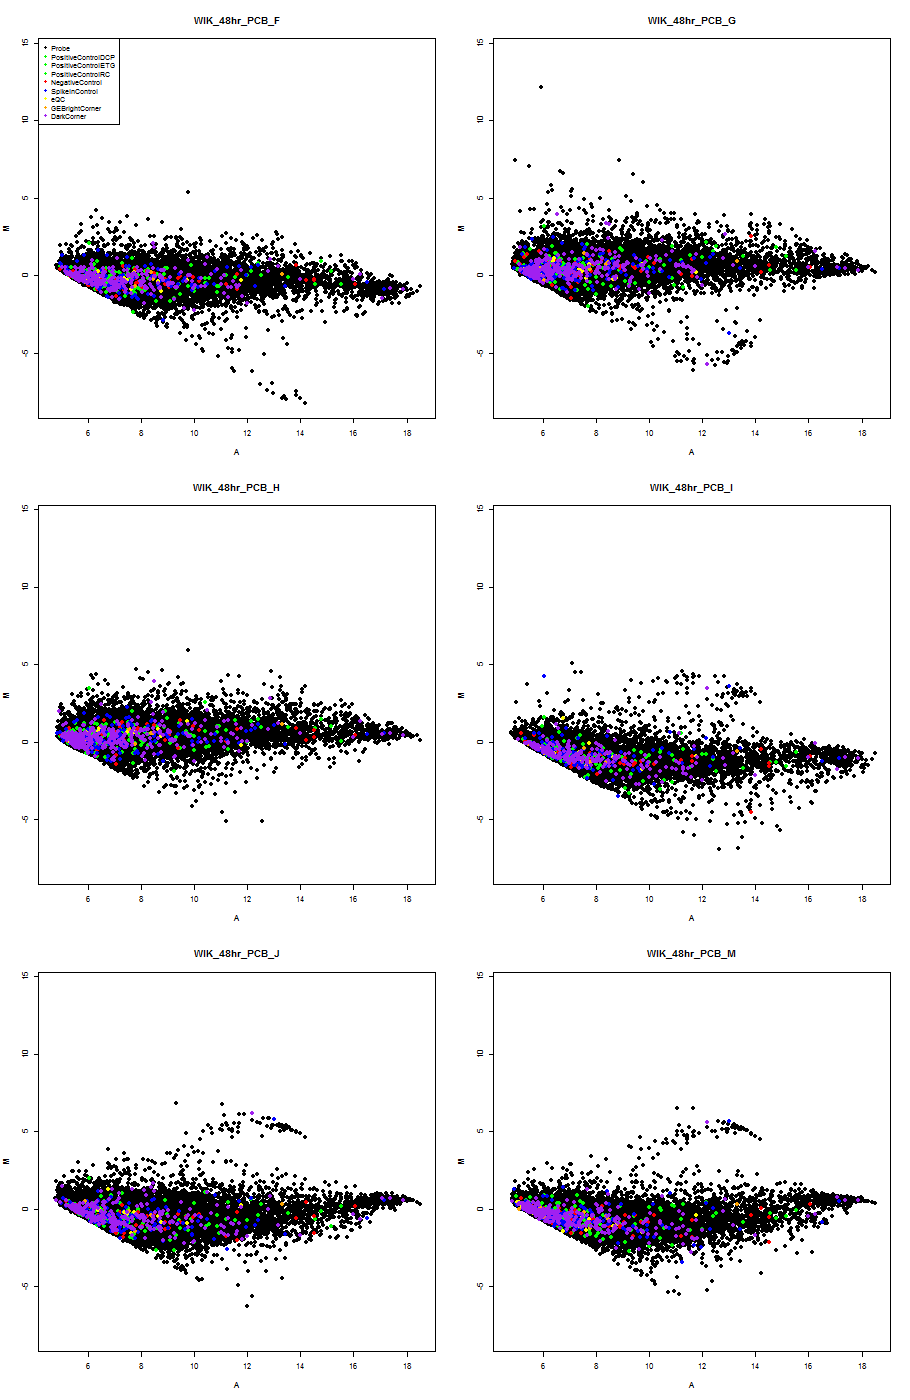 WIK_48hr_PCB_F
15
10
5
0
-5
M
Probe
PositiveControlDCP
PositiveControlETG
PositiveControlRC
NegativeControl
SpikeInControl
eQC
GEBrightCorner
DarkCorner
6 8 10 12 14 16 18
A
WIK_48hr_PCB_G
15
10
5
0
-5
M
6 8 10 12 14 16 18
A
WIK_48hr_PCB_H
15
10
5
0
-5
M
6 8 10 12 14 16 18
A
WIK_48hr_PCB_I
15
10
5
0
-5
M
6 8 10 12 14 16 18
A
WIK_48hr_PCB_J
15
10
5
0
-5
M
6 8 10 12 14 16 18
A
WIK_48hr_PCB_M
15
10
5
0
-5
M
6 8 10 12 14 16 18
A